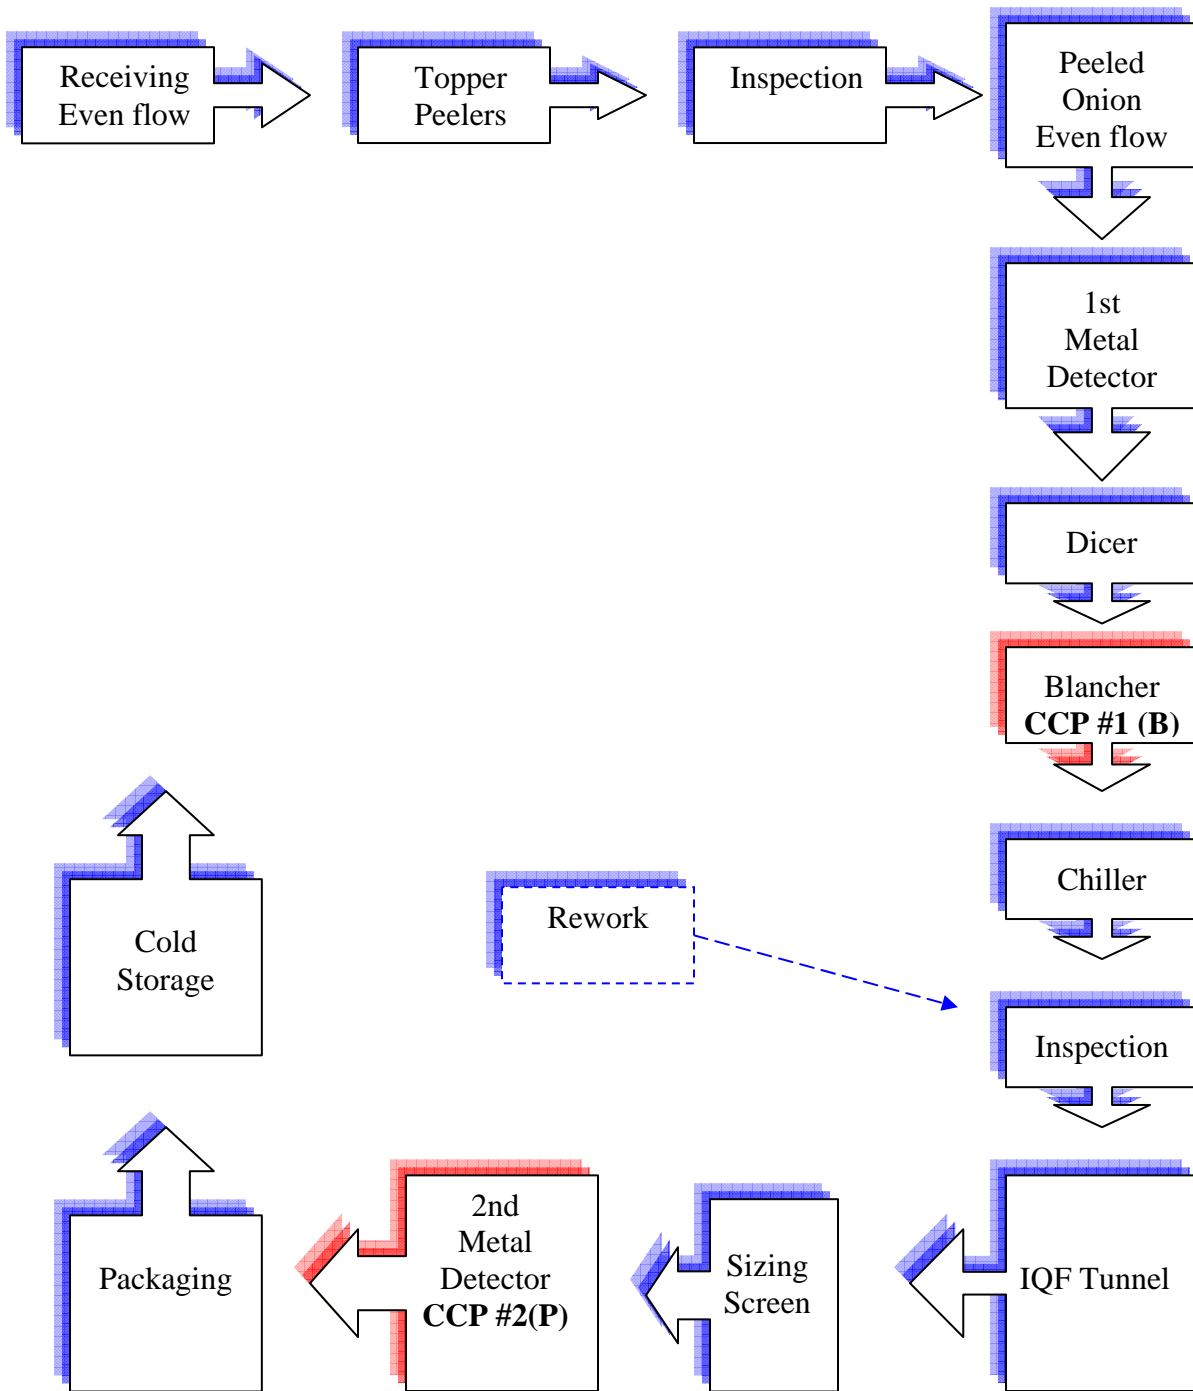 Receiving
Even flow
Topper
Peelers
Inspection
Peeled
Onion
Even flow
1st
Metal
Detector
Dicer
Blancher
CCP #1 (B)
Chiller
Rework
Inspection
IQF Tunnel
Sizing
Screen
2nd
Metal
Detector
CCP #2(P)
Packaging
Cold
Storage